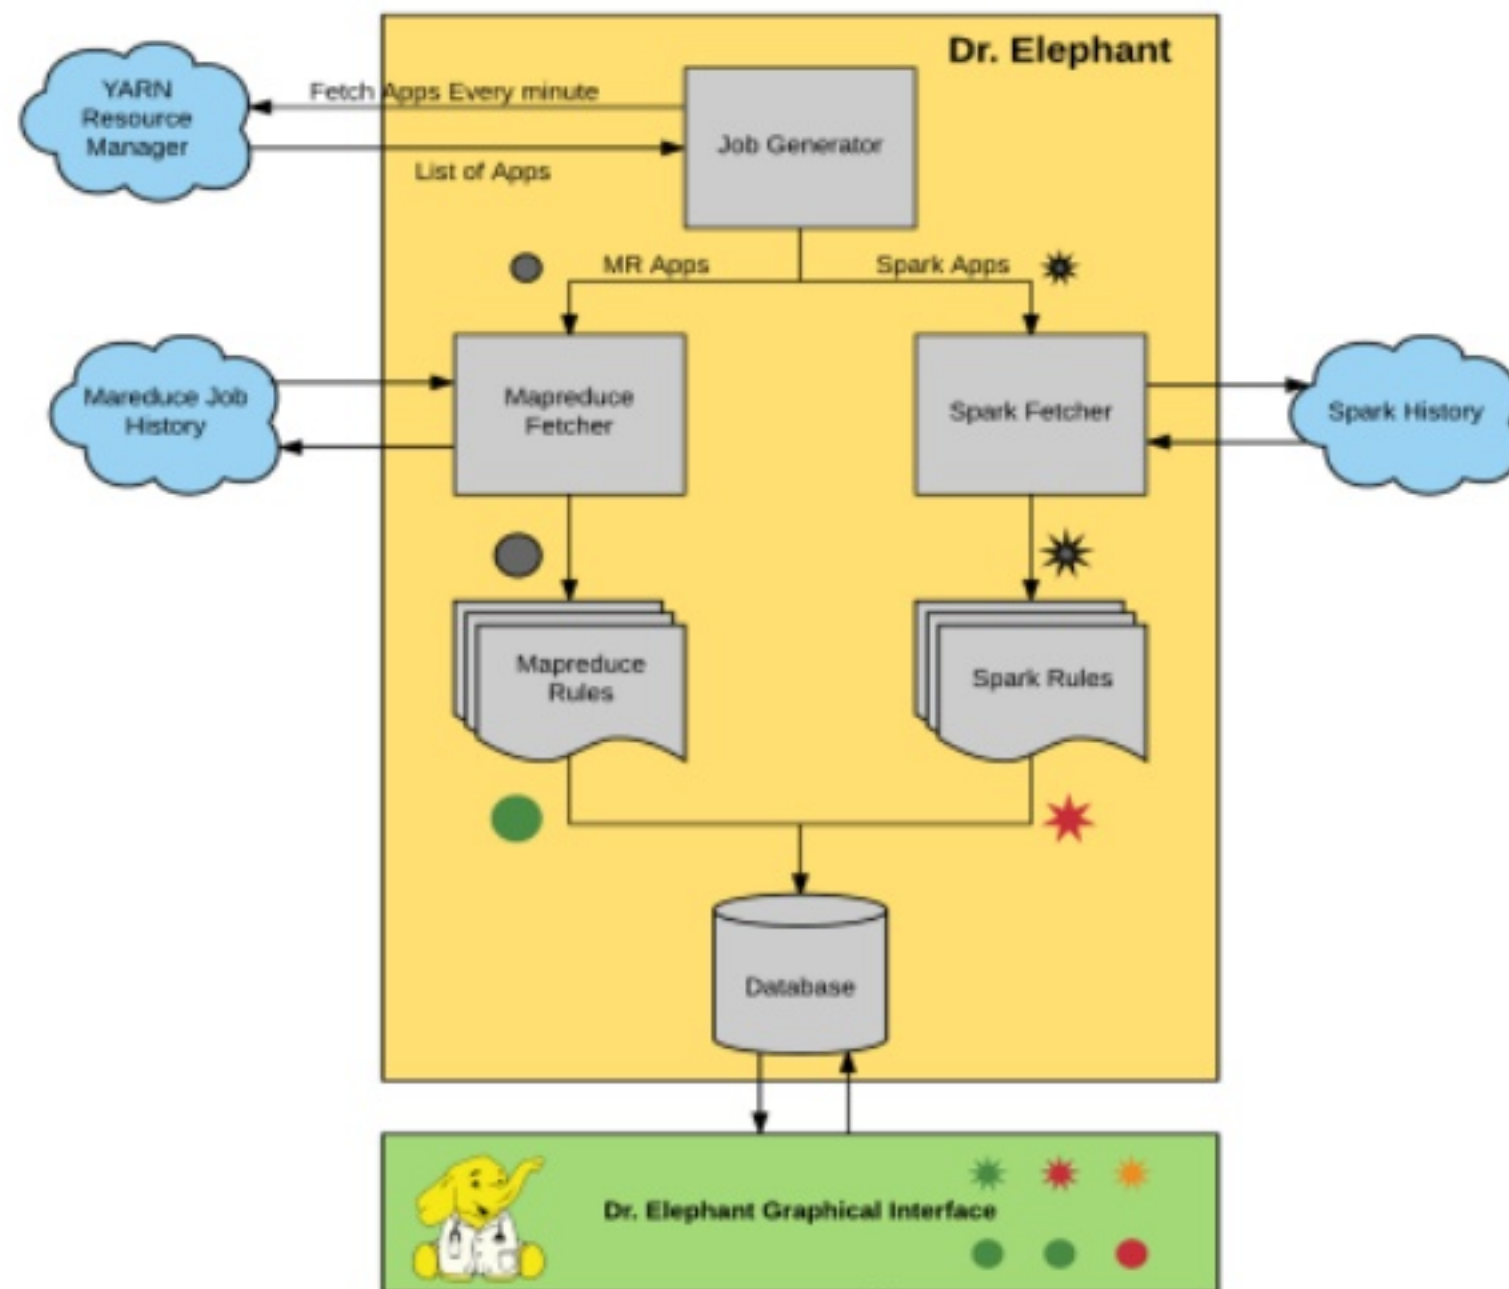 Dr. Elephant
YARN
Resource
Manager
Fetch Apps Every minute
List of Apps
Job Generator
MR Apps
Spark Apps
Mareduce Job
History
Mapreduce
Fetcher
Spark Fetcher
Spark History
Mapreduce
Rules
Spark Rules
Database
Dr. Elephant Graphical Interface